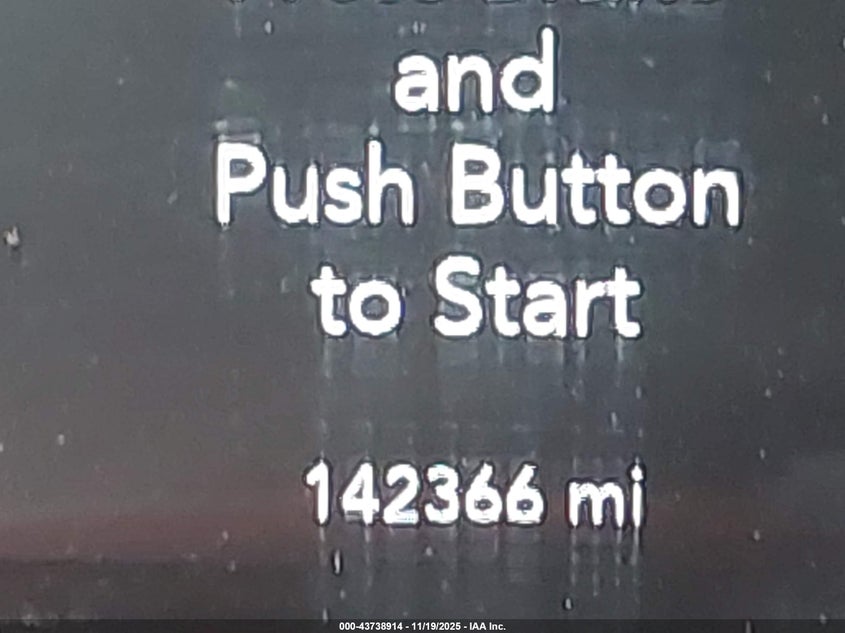 and
Push Button
to Start
142366 mi
000-43738914 - 11/19/2025 - IAA Inc.